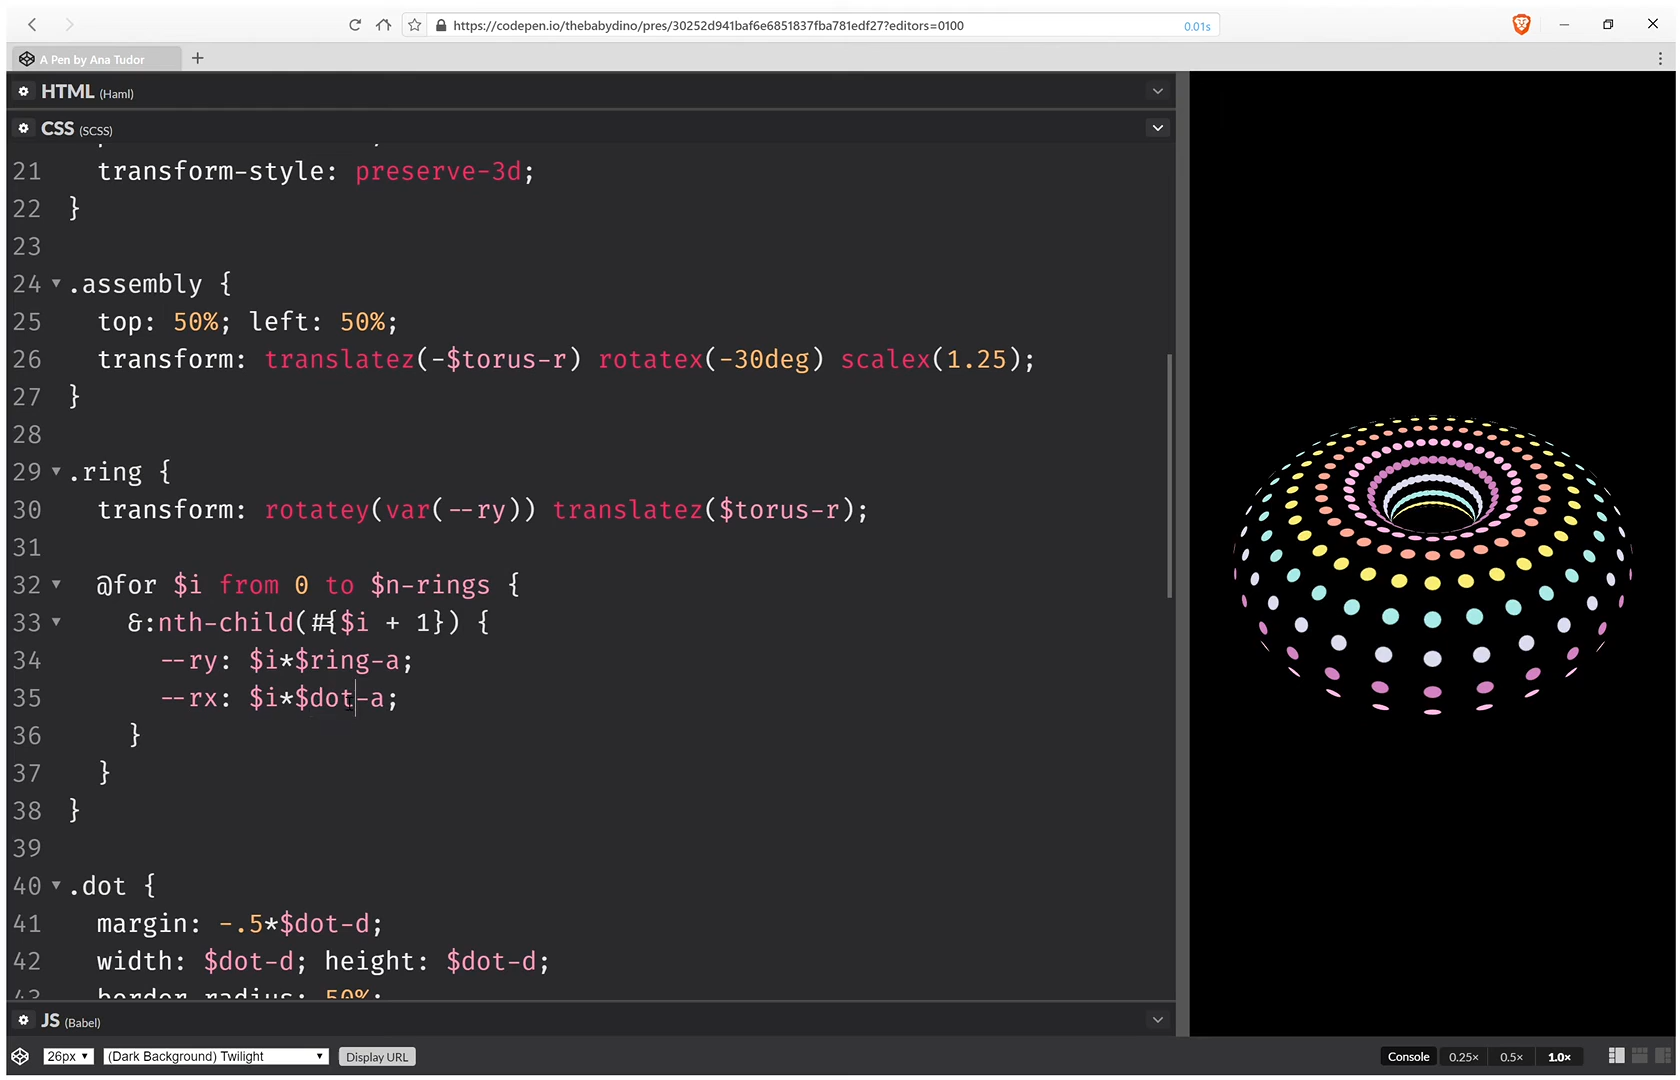 https://codepen.io/thebabydino/pres/30252d941baf6e6851837fba781edf27?editors=0100 0.01s
A Pen by Ana Tudor
HTML (Haml)
CSS (SCSS)
21 transform-style: preserve-3d;
22 }
23
24 .assembly {
25 top: 50%; left: 50%;
26 transform: translatez(-$torus-r) rotatex(-30deg) scalex(1.25);
27 }
28
29 .ring {
30 transform: rotatey(var(--ry)) translatez($torus-r);
31
32 @for $i from 0 to $n-rings {
33 &:nth-child(#{$i + 1}) {
34 --ry: $i*$ring-a;
35 --rx: $i*$dot-a;
36 }
37 }
38 }
39
40 .dot {
41 margin: -.5*$dot-d;
42 width: $dot-d; height: $dot-d;
43 border-radius: 50%;
JS (Babel)
26px (Dark Background) Twilight Display URL Console 0.25× 0.5× 1.0×